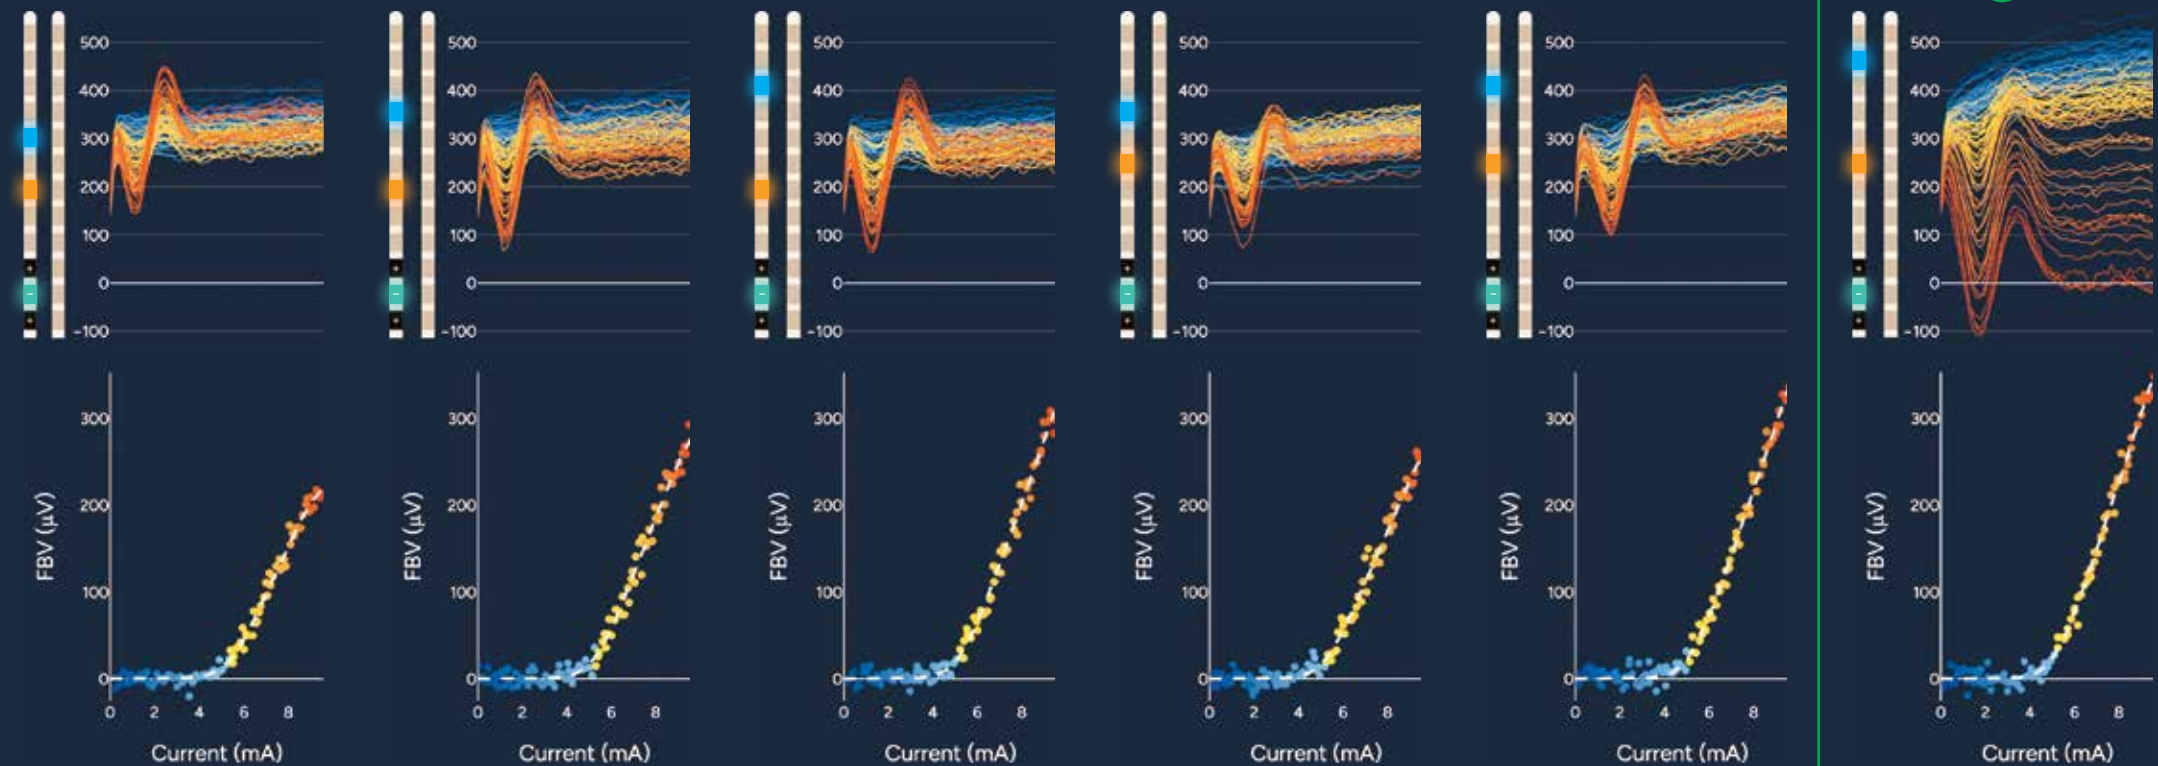 500 500 500 500 500 500
400 400 400 400 400 400
300 300 300 300 300 300
200 200 200 200 200 200
100 100 100 100 100 100
+ + + + + +
0 0 0 0 0 0
- - - - - -
+ + + + + +
-100 -100 -100 -100 -100 -100
300 300 300 300 300 300
200 200 200 200 200 200
FBV (µV) FBV (µV) FBV (µV) FBV (µV) FBV (µV) FBV (µV)
100 100 100 100 100 100
0 0 0 0 0 0
0 2 4 6 8 0 2 4 6 8 0 2 4 6 8 0 2 4 6 8 0 2 4 6 8 0 2 4 6 8
Current (mA) Current (mA) Current (mA) Current (mA) Current (mA) Current (mA)